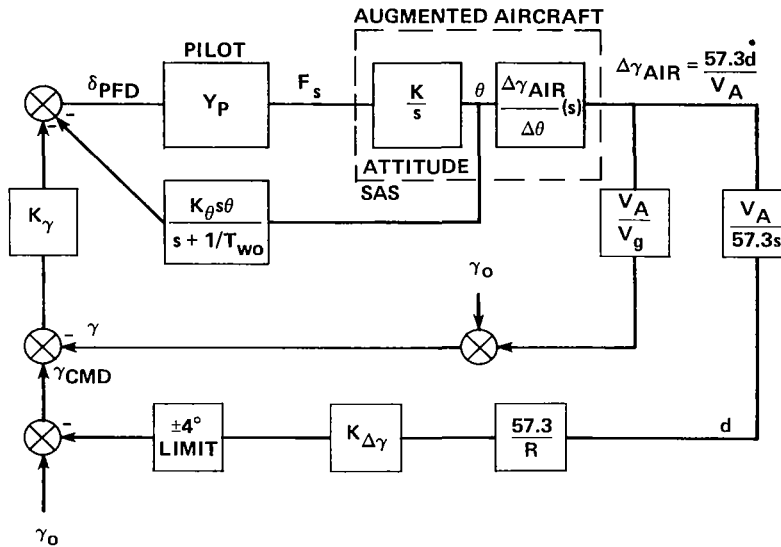 AUGMENTED AIRCRAFT
PILOT
δPFD
YP
Fs
K/s
θ
ΔγAIR/Δθ (s)
ΔγAIR = 57.3ḋ/VA
ATTITUDE
SAS
-
-
Kγ
Kθsθ/s + 1/Two
VA/Vg
VA/57.3s
γo
-
γ
γCMD
-
±4°
LIMIT
KΔγ
57.3/R
d
γo